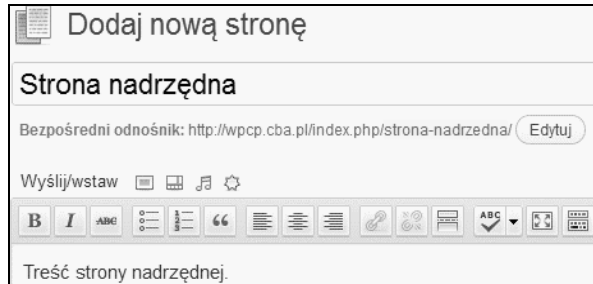 Dodaj nową stronę
Strona nadrzędna
Bezpośredni odnośnik: http://wpcp.cba.pl/index.php/strona-nadrzedna/ Edytuj
Wyślij/wstaw
B I ABC ABC
Treść strony nadrzędnej.